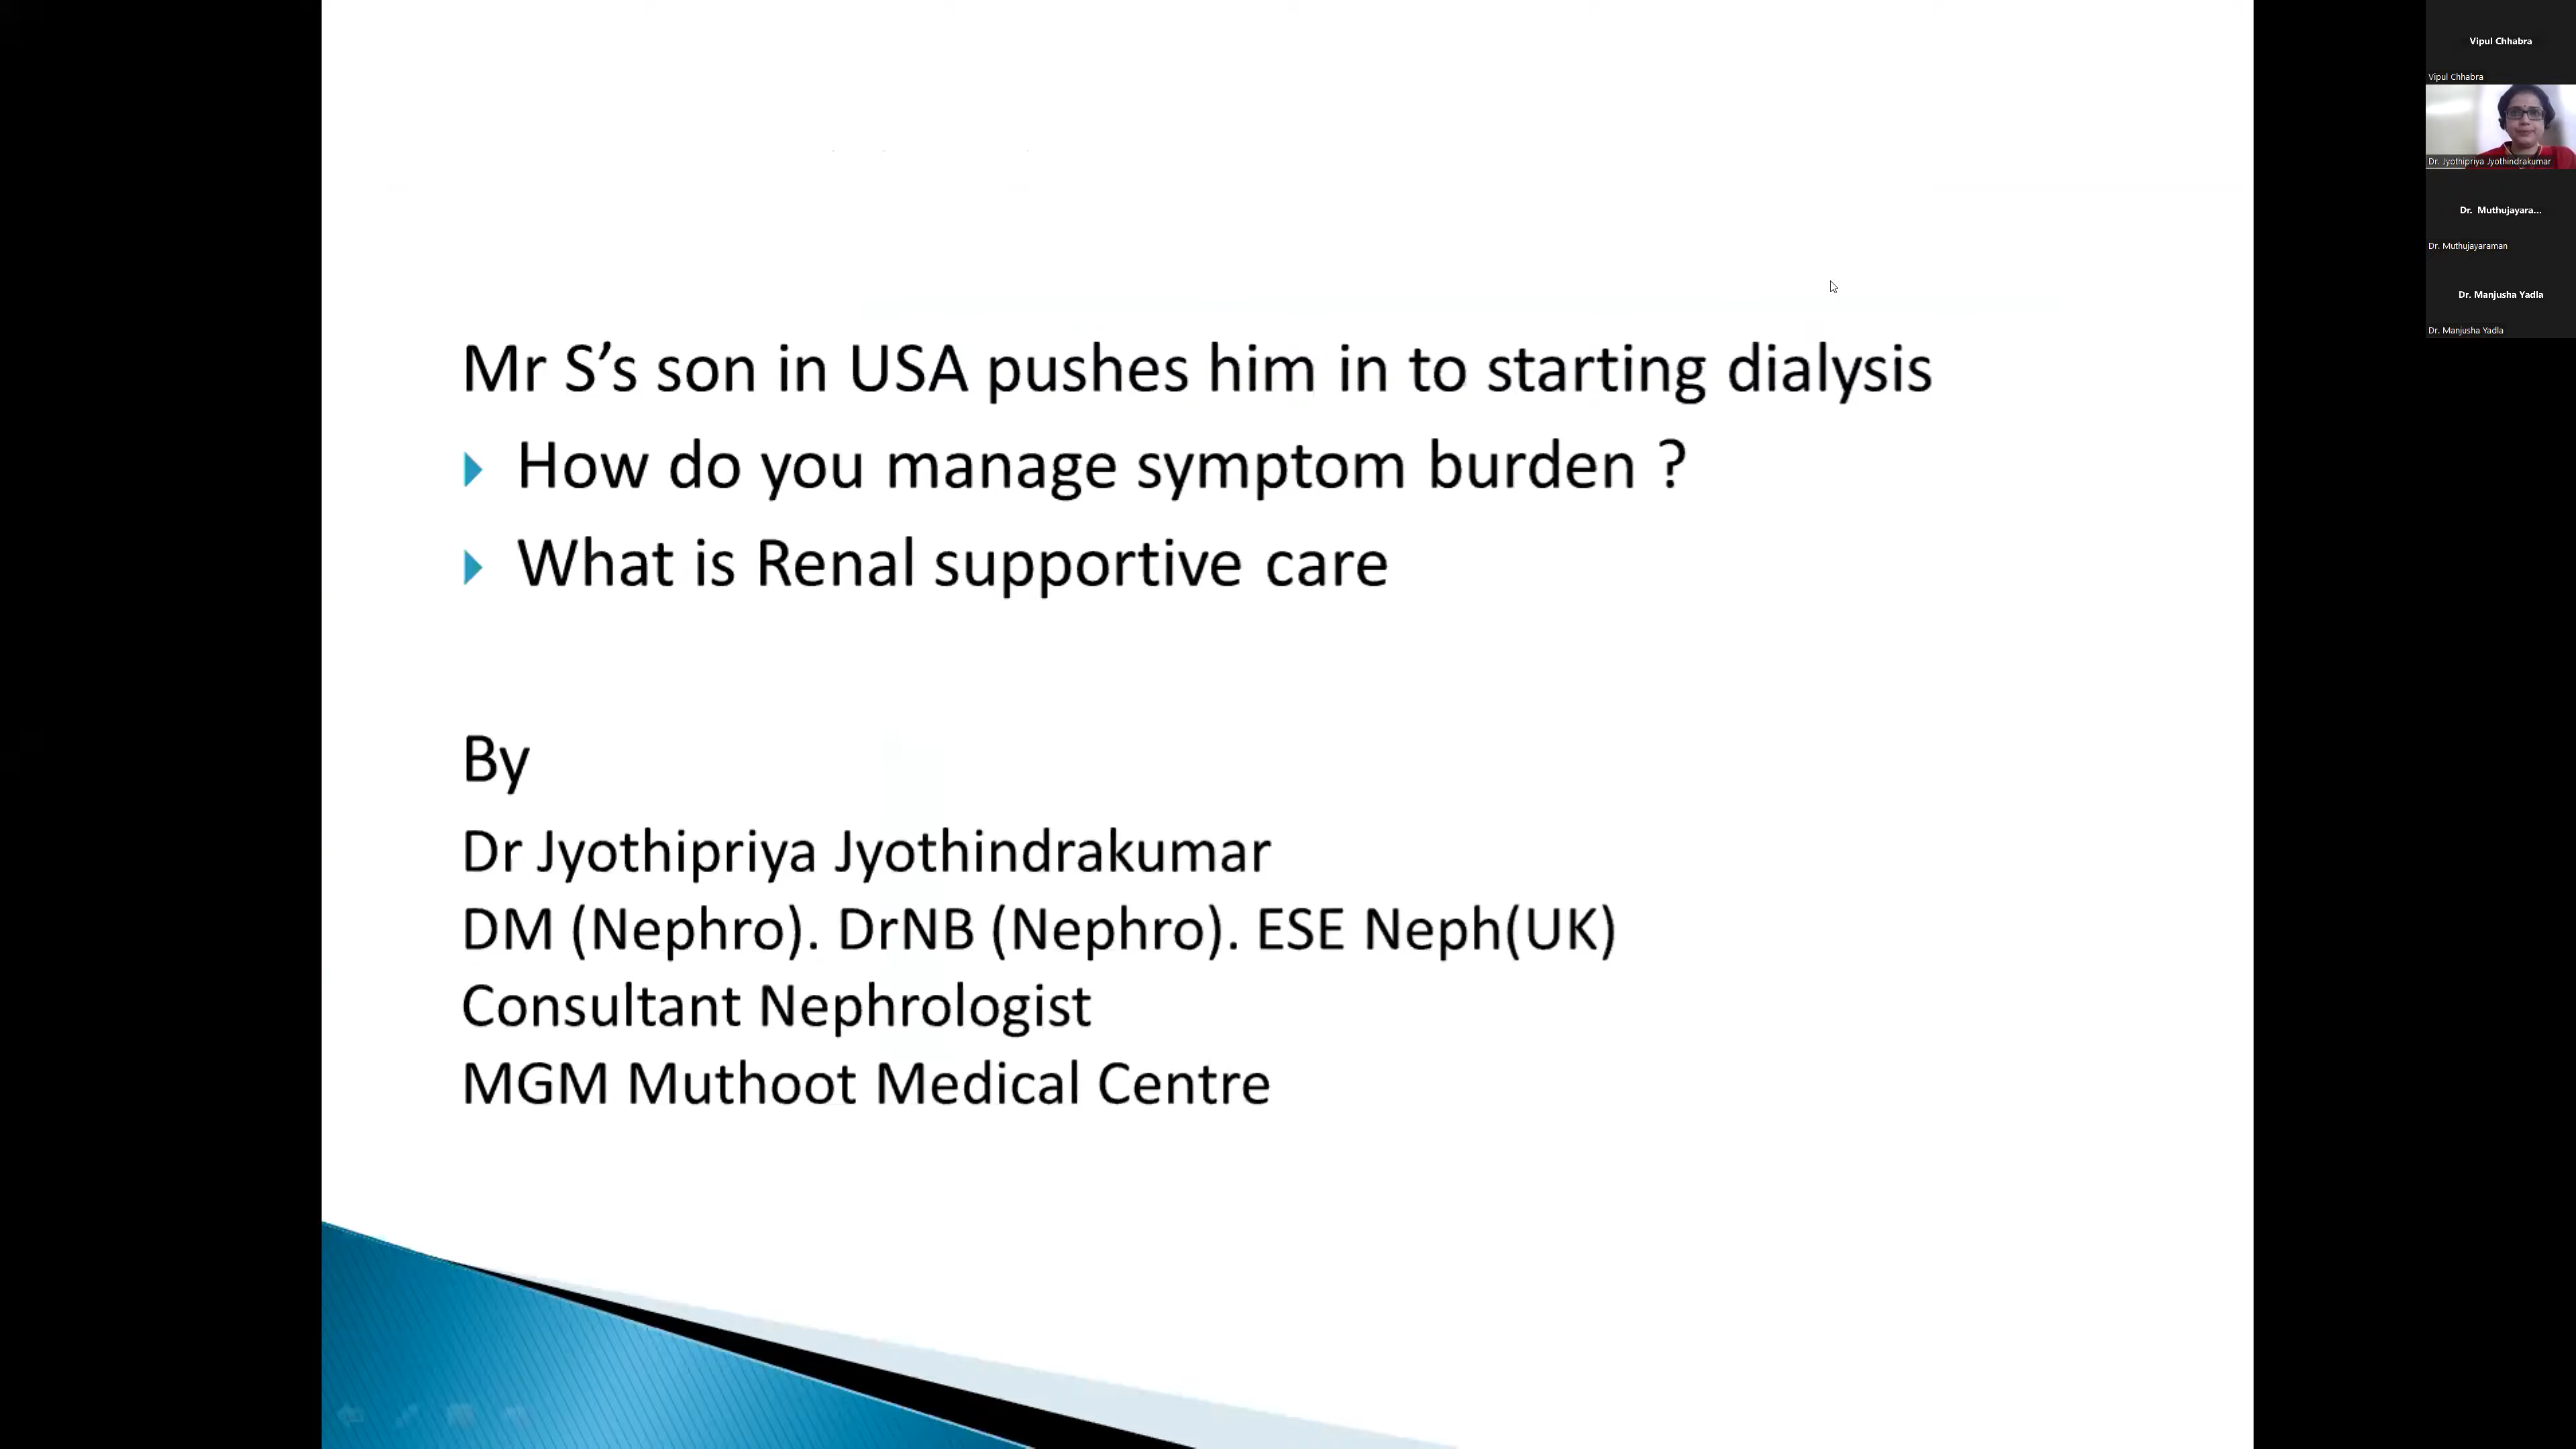 Mr S’s son in USA pushes him in to starting dialysis
How do you manage symptom burden ?
What is Renal supportive care
By
Dr Jyothipriya Jyothindrakumar
DM (Nephro). DrNB (Nephro). ESE Neph(UK)
Consultant Nephrologist
MGM Muthoot Medical Centre
Vipul Chhabra
Vipul Chhabra
Dr. Jyothipriya Jyothindrakumar
Dr. Muthujayara...
Dr. Muthujayaraman
Dr. Manjusha Yadla
Dr. Manjusha Yadla